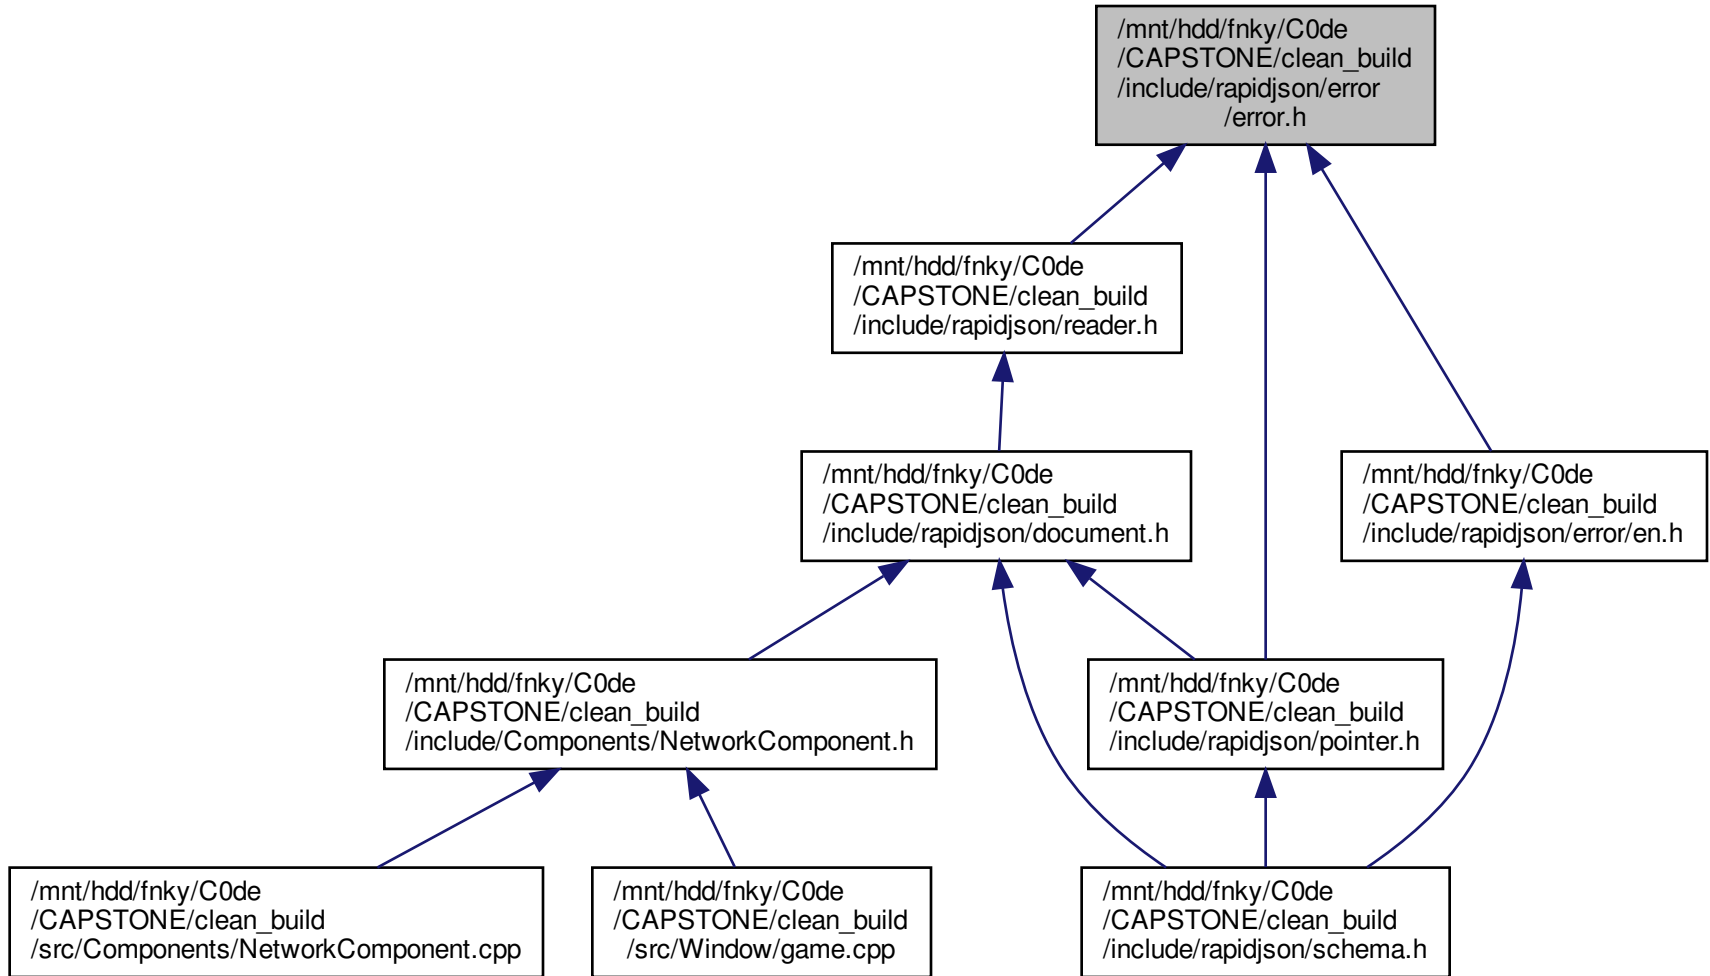 /mnt/hdd/fnky/C0de
/CAPSTONE/clean_build
/include/rapidjson/error
/error.h
/mnt/hdd/fnky/C0de
/CAPSTONE/clean_build
/include/rapidjson/reader.h
/mnt/hdd/fnky/C0de
/CAPSTONE/clean_build
/include/rapidjson/document.h
/mnt/hdd/fnky/C0de
/CAPSTONE/clean_build
/include/rapidjson/error/en.h
/mnt/hdd/fnky/C0de
/CAPSTONE/clean_build
/include/Components/NetworkComponent.h
/mnt/hdd/fnky/C0de
/CAPSTONE/clean_build
/include/rapidjson/pointer.h
/mnt/hdd/fnky/C0de
/CAPSTONE/clean_build
/src/Components/NetworkComponent.cpp
/mnt/hdd/fnky/C0de
/CAPSTONE/clean_build
/src/Window/game.cpp
/mnt/hdd/fnky/C0de
/CAPSTONE/clean_build
/include/rapidjson/schema.h